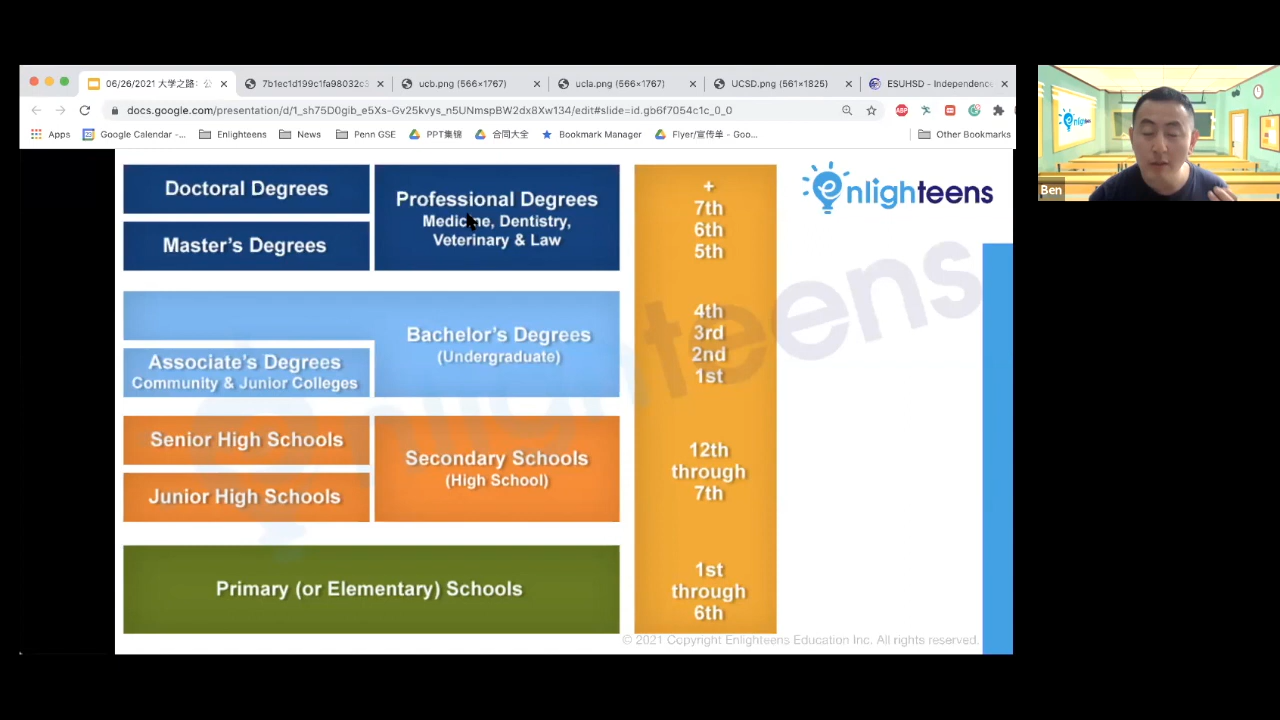 06/26/2021 大学之路：公
7b1ec1d199c1fa98032c3
ucb.png (566×1767)
ucla.png (566×1767)
UCSD.png (561×1825)
ESUHSD - Independenc
docs.google.com/presentation/d/1_sh75D0gib_e5Xs-Gv25kvys_n5UNmspBW2dx8Xw134/edit#slide=id.gb6f7054c1c_0_0
ABP
Apps
Google Calendar -...
Enlighteens
News
Penn GSE
PPT集锦
合同大全
Bookmark Manager
Flyer/宣传单 - Goo...
Other Bookmarks
Doctoral Degrees
Master's Degrees
Professional Degrees
Medicine, Dentistry,
Veterinary & Law
+
7th
6th
5th
enlighteens
Bachelor's Degrees
(Undergraduate)
Associate's Degrees
Community & Junior Colleges
4th
3rd
2nd
1st
enlighteens
Senior High Schools
Junior High Schools
Secondary Schools
(High School)
12th
through
7th
Primary (or Elementary) Schools
1st
through
6th
© 2021 Copyright Enlighteens Education Inc. All rights reserved.
Ben